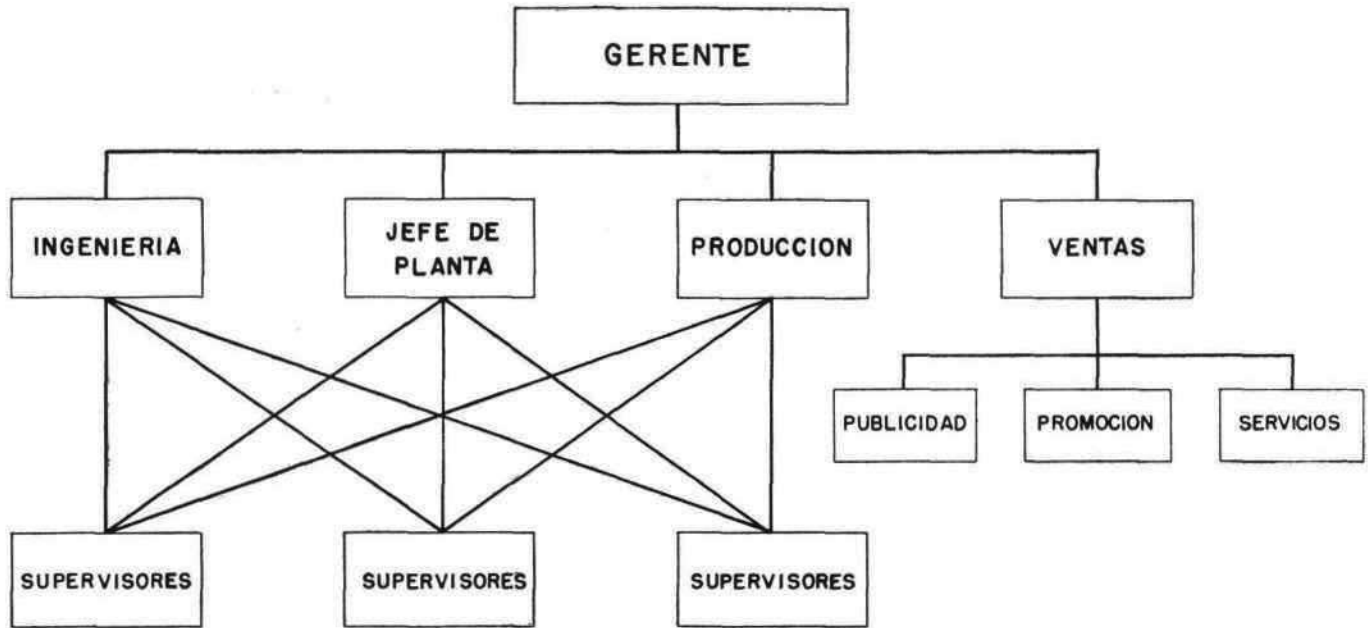 GERENTE
INGENIERIA
JEFE DE
PLANTA
PRODUCCION
VENTAS
PUBLICIDAD
PROMOCION
SERVICIOS
SUPERVISORES
SUPERVISORES
SUPERVISORES